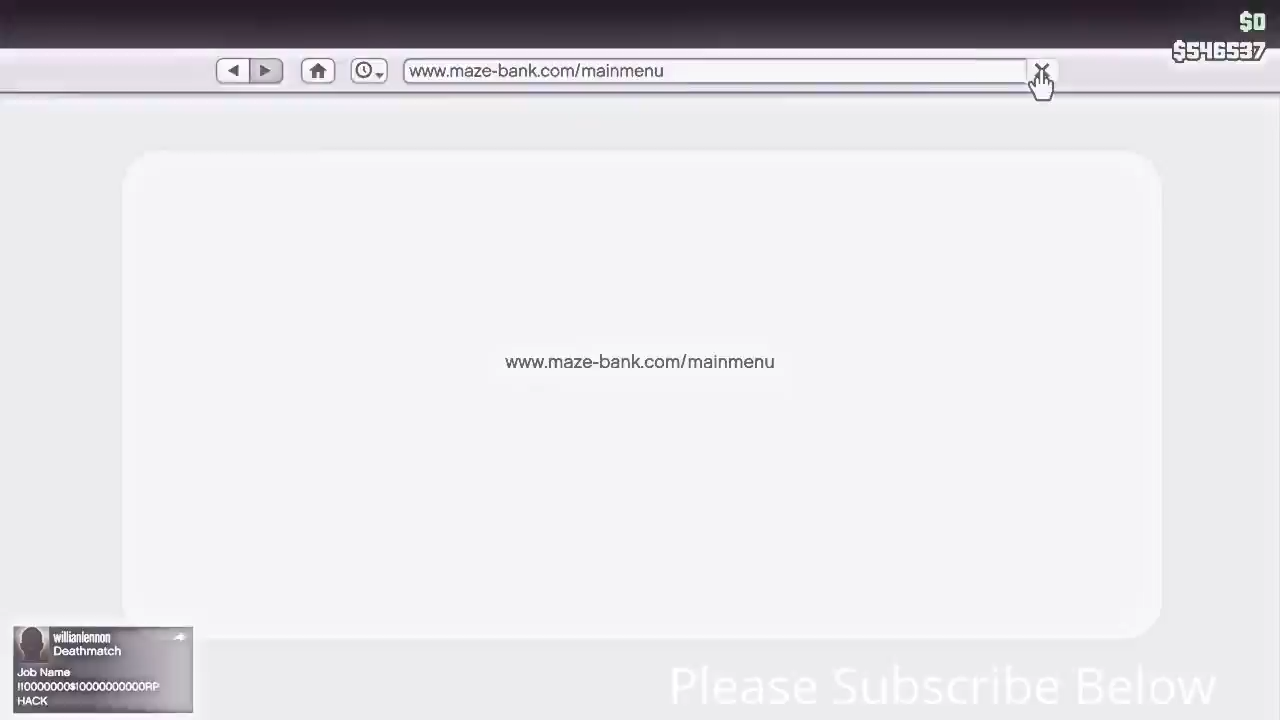 $0
$546537
www.maze-bank.com/mainmenu
www.maze-bank.com/mainmenu
willianlennon
Deathmatch
Job Name
!!0000000$10000000000RP
HACK
Please Subscribe Below